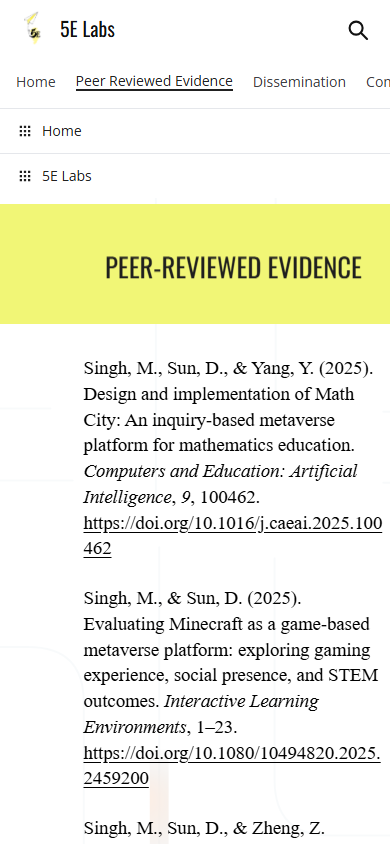 5E Labs
Home Peer Reviewed Evidence Dissemination
Home
5E Labs
PEER-REVIEWED EVIDENCE
Singh, M., Sun, D., & Yang, Y. (2025).
Design and implementation of Math
City: An inquiry-based metaverse
platform for mathematics education.
Computers and Education: Artificial
Intelligence, 9, 100462.
https://doi.org/10.1016/j.caeai.2025.100
462
Singh, M., & Sun, D. (2025).
Evaluating Minecraft as a game-based
metaverse platform: exploring gaming
experience, social presence, and STEM
outcomes. Interactive Learning
Environments, 1–23.
https://doi.org/10.1080/10494820.2025.
2459200
Singh, M., Sun, D., & Zheng, Z.